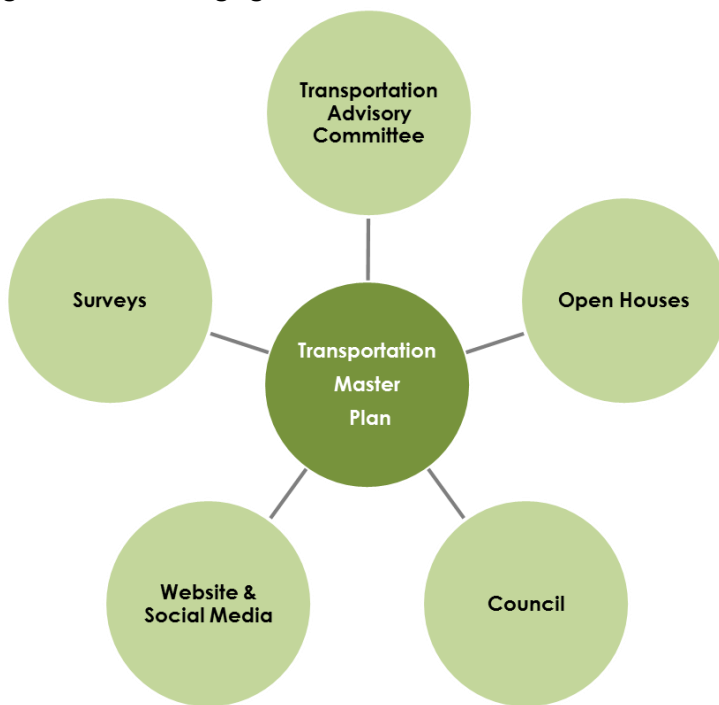 Transportation
Advisory
Committee
Surveys
Open Houses
Transportation
Master
Plan
Website &
Social Media
Council